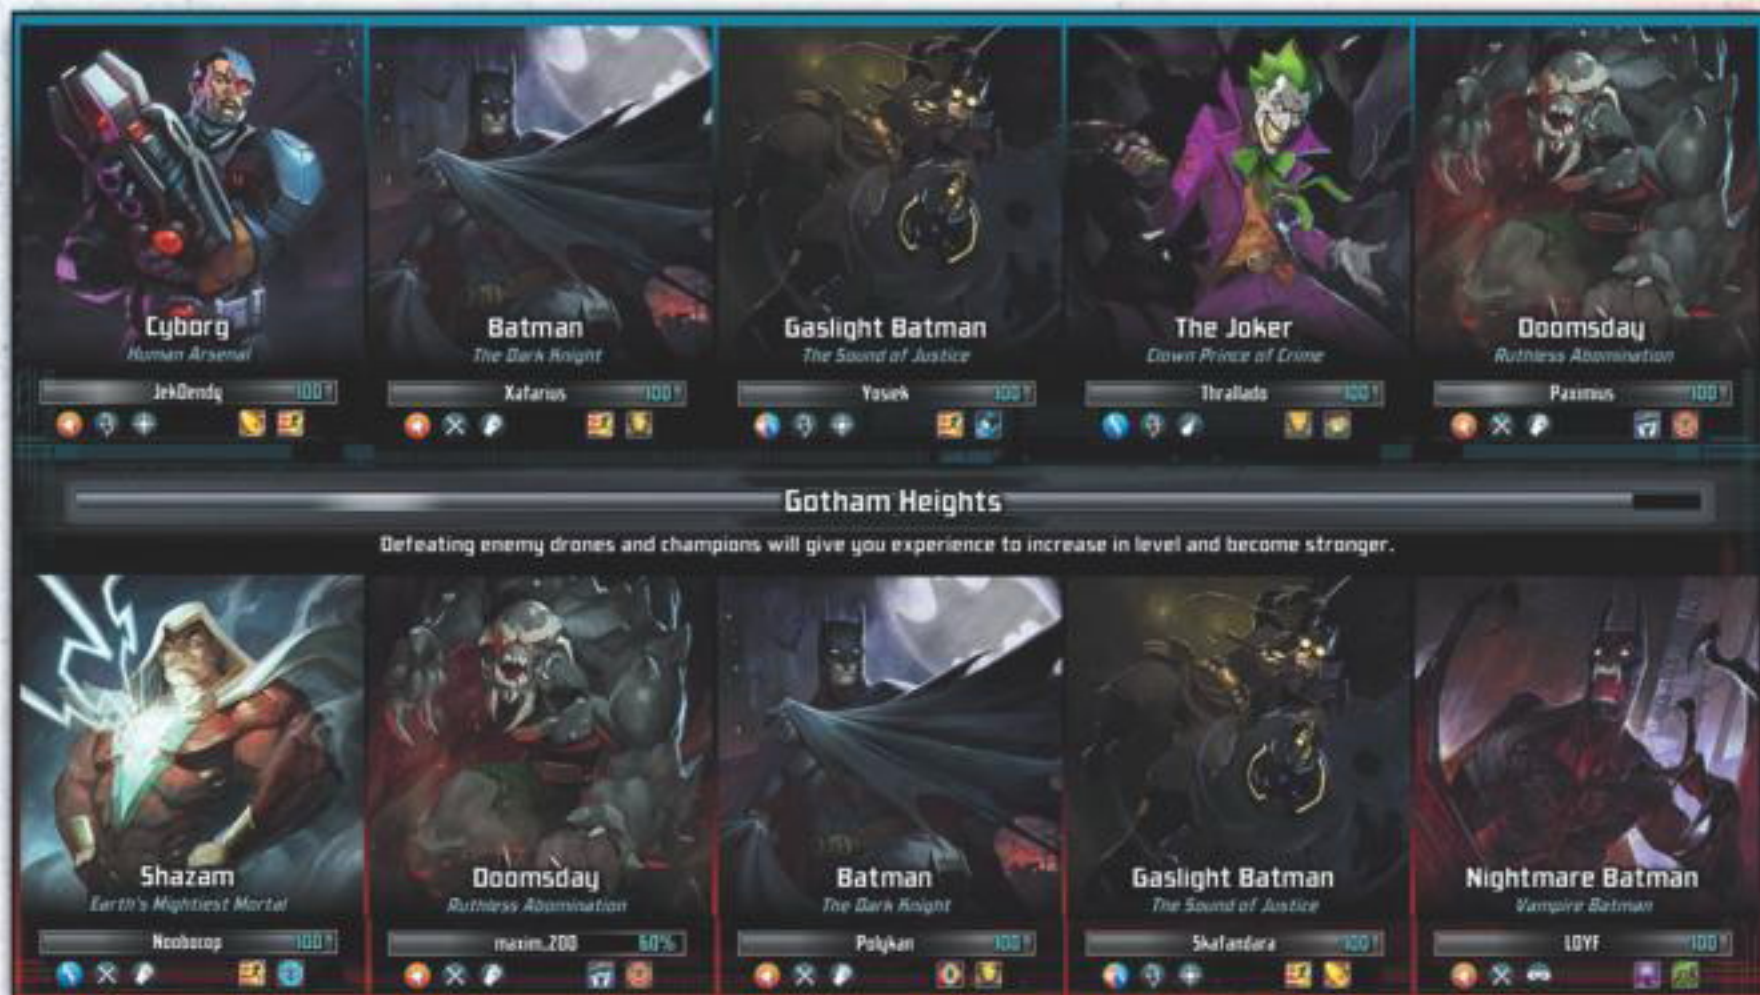 Cyborg
Human Arsenal
JekDendy 100%
Batman
The Dark Knight
Xatarius 100%
Gaslight Batman
The Sound of Justice
Yosiek 100%
The Joker
Clown Prince of Crime
Thrallado 100%
Doomsday
Ruthless Abomination
Paximius 100%
Gotham Heights
Defeating enemy drones and champions will give you experience to increase in level and become stronger.
Shazam
Earth's Mightiest Mortal
Noobocop 100%
Doomsday
Ruthless Abomination
maxim.200 60%
Batman
The Dark Knight
Polykan 100%
Gaslight Batman
The Sound of Justice
Skafandara 100%
Nightmare Batman
Vampire Batman
LOYF 100%